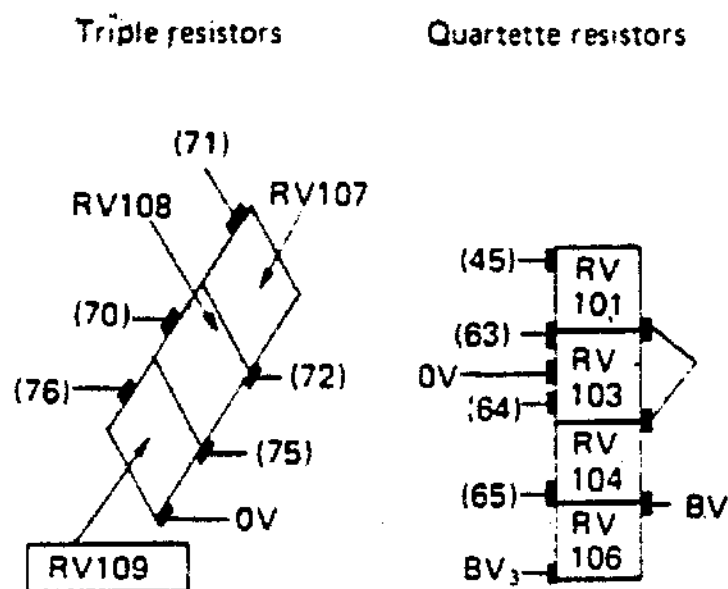 Triple resistors
Quartette resistors
(71)
RV108
RV107
(70)
(76)
(72)
(75)
0V
RV109
(45)
RV
101
(63)
0V
RV
103
(64)
RV
104
(65)
BV
RV
106
BV₃